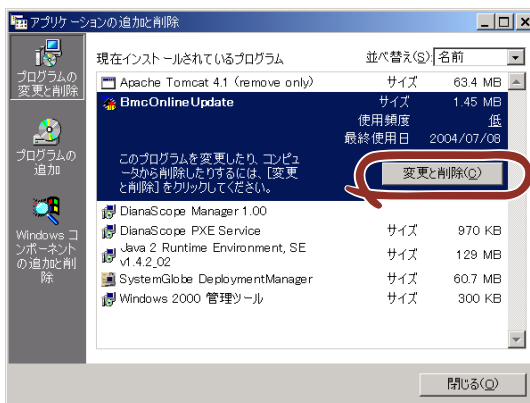 アプリケーションの追加と削除
プログラムの
変更と削除
プログラムの
追加
Windows コ
ンポーネント
の追加と削
除
現在インストールされているプログラム
並べ替え(S): 名前
Apache Tomcat 4.1 (remove only) サイズ 63.4 MB
BmcOnlineUpdate サイズ 1.45 MB
使用頻度 低
最終使用日 2004/07/08
このプログラムを変更したり、コンピュ
ータから削除したりするには、[変更
と削除] をクリックしてください。
変更と削除(C)
DianaScope Manager 1.00
DianaScope PXE Service サイズ 970 KB
Java 2 Runtime Environment, SE
v1.4.2_02 サイズ 129 MB
SystemGlobe DeploymentManager サイズ 60.7 MB
Windows 2000 管理ツール サイズ 300 KB
閉じる(O)